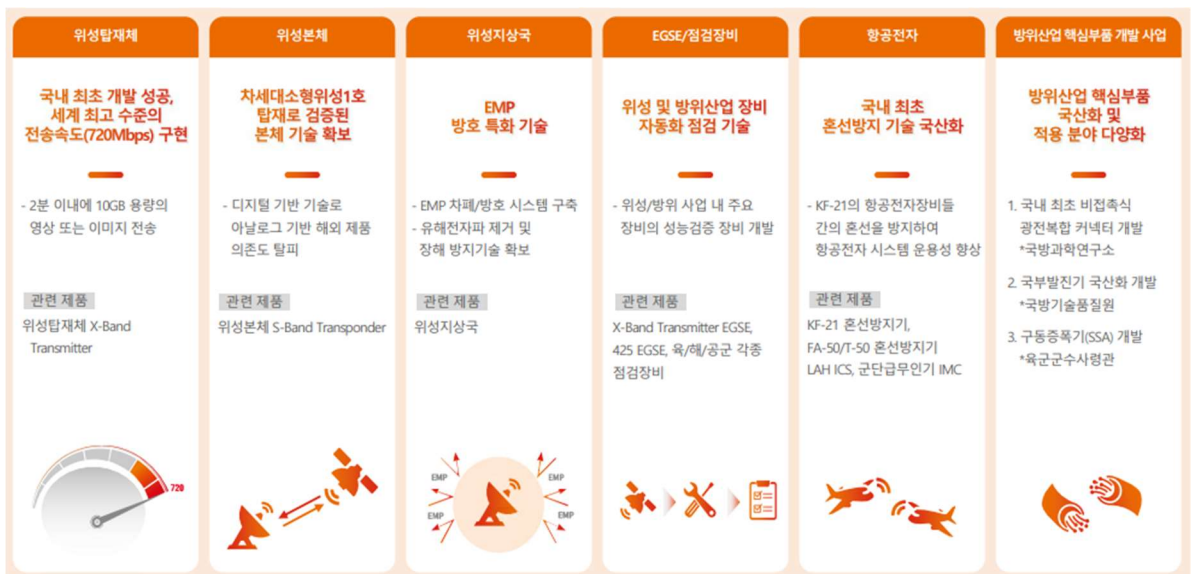 위성탑재체
국내 최초 개발 성공,
세계 최고 수준의
전송속도(720Mbps) 구현
- 2분 이내에 10GB 용량의
영상 또는 이미지 전송
관련 제품
위성탑재체 X-Band
Transmitter
720
위성본체
차세대소형위성1호
탑재로 검증된
본체 기술 확보
- 디지털 기반 기술로
아날로그 기반 해외 제품
의존도 탈피
관련 제품
위성본체 S-Band Transponder
위성지상국
EMP
방호 특화 기술
- EMP 차폐/방호 시스템 구축
- 유해전자파 제거 및
장해 방지기술 확보
관련 제품
위성지상국
EMP
EMP
EMP
EMP
EGSE/점검장비
위성 및 방위산업 장비
자동화 점검 기술
- 위성/방위 사업 내 주요
장비의 성능검증 장비 개발
관련 제품
X-Band Transmitter EGSE,
425 EGSE, 육/해/공군 각종
점검장비
항공전자
국내 최초
혼선방지 기술 국산화
- KF-21의 항공전자장비들
간의 혼선을 방지하여
항공전자 시스템 운용성 향상
관련 제품
KF-21 혼선방지기,
FA-50/T-50 혼선방지기
LAH ICS, 군단급무인기 IMC
방위산업 핵심부품 개발 사업
방위산업 핵심부품
국산화 및
적용 분야 다양화
1. 국내 최초 비접촉식
광전복합 커넥터 개발
*국방과학연구소
2. 국부발진기 국산화 개발
*국방기술품질원
3. 구동증폭기(SSA) 개발
*육군군수사령관